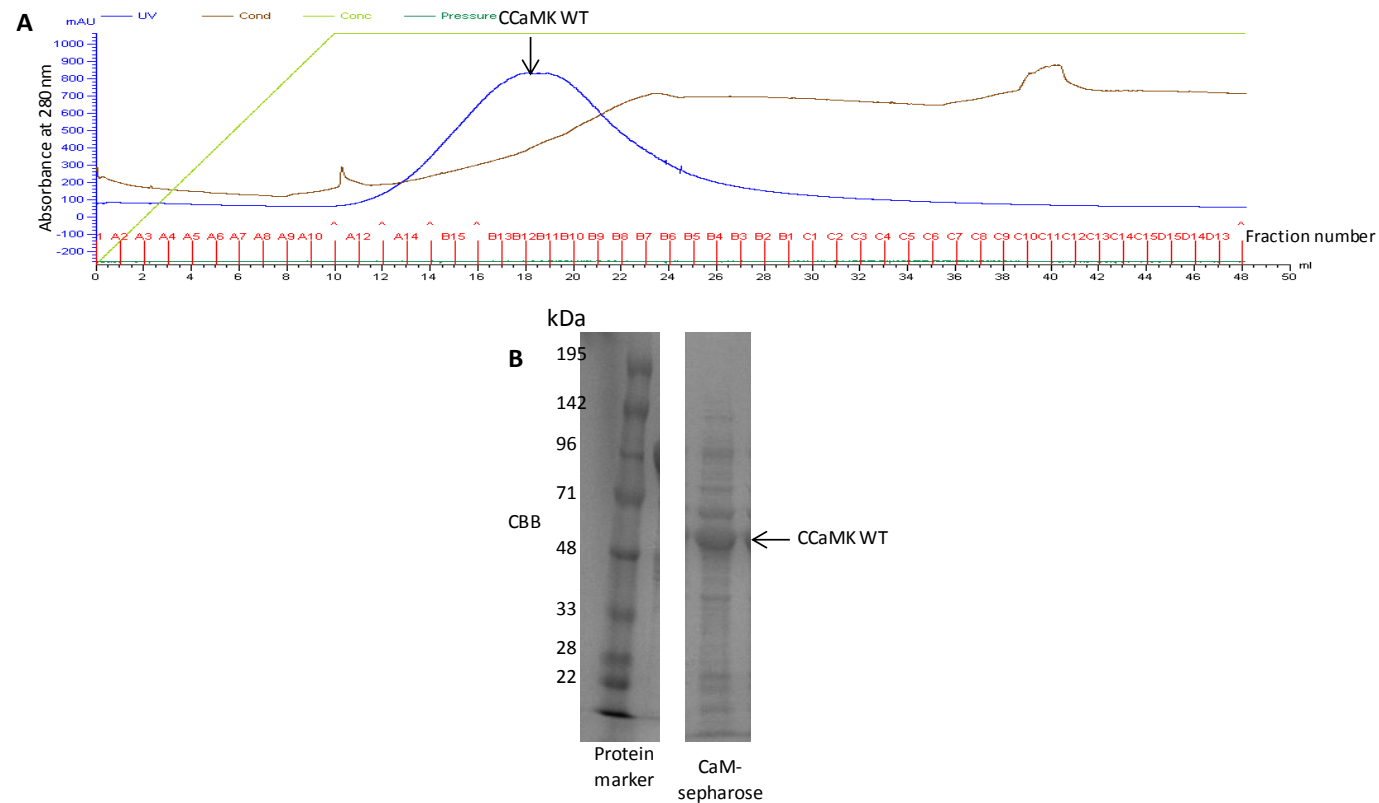 A
mAU
UV Cond Conc Pressure
CCaMK WT
Absorbance at 280 nm
1000
900
800
700
600
500
400
300
200
100
0
-100
-200
1 A2 A3 A4 A5 A6 A7 A8 A9 A10 A12 A14 B15 B13 B12 B11 B10 B9 B8 B7 B6 B5 B4 B3 B2 B1 C1 C2 C3 C4 C5 C6 C7 C8 C9 C10 C11 C12 C13 C14 C15 D15 D14 D13
Fraction number
0 2 4 6 8 10 12 14 16 18 20 22 24 26 28 30 32 34 36 38 40 42 44 46 48 50 ml
kDa
B
195
142
96
71
CBB
48
CCaMK WT
33
28
22
Protein
marker
CaM-
sepharose